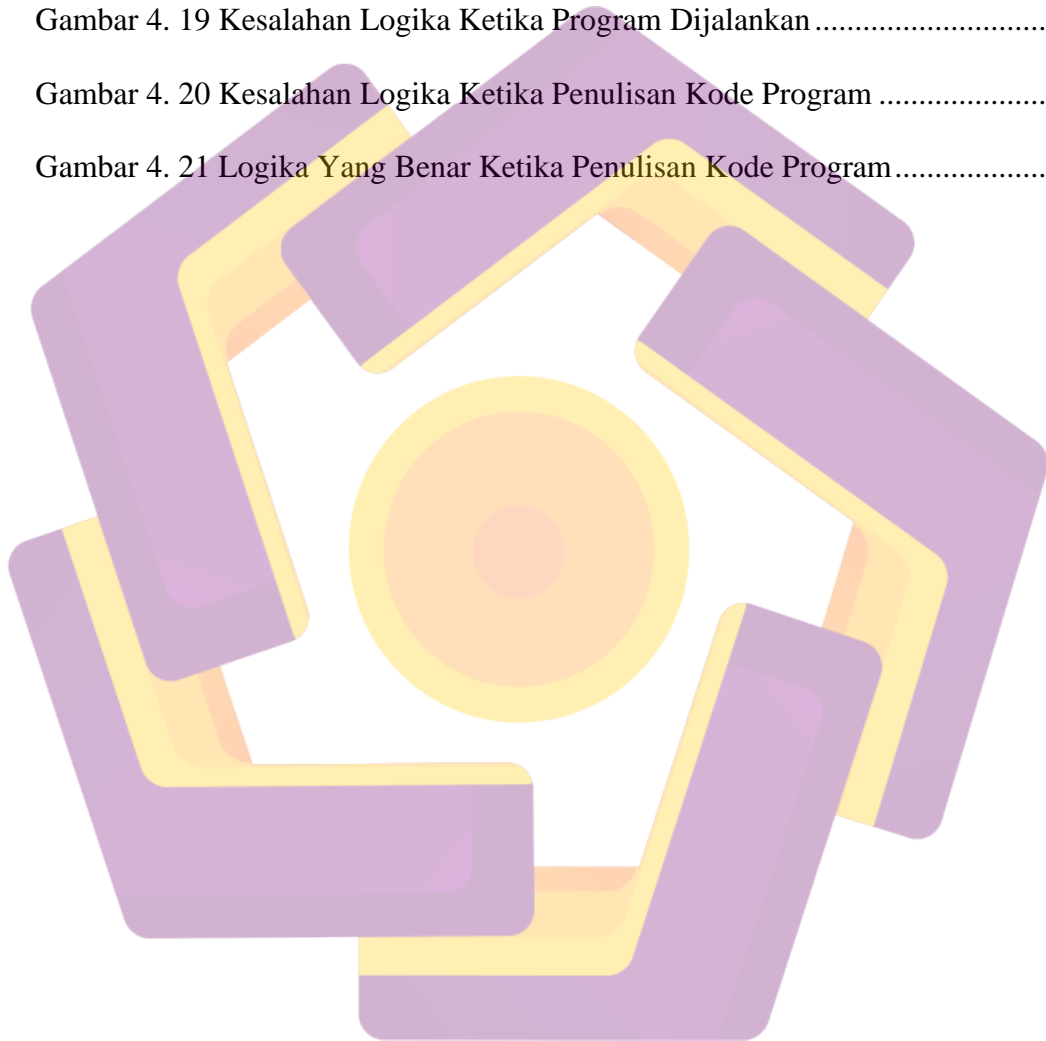 Gambar 4. 19 Kesalahan Logika Ketika Program Dijalankan.............................
Gambar 4. 20 Kesalahan Logika Ketika Penulisan Kode Program .....................
Gambar 4. 21 Logika Yang Benar Ketika Penulisan Kode Program...................